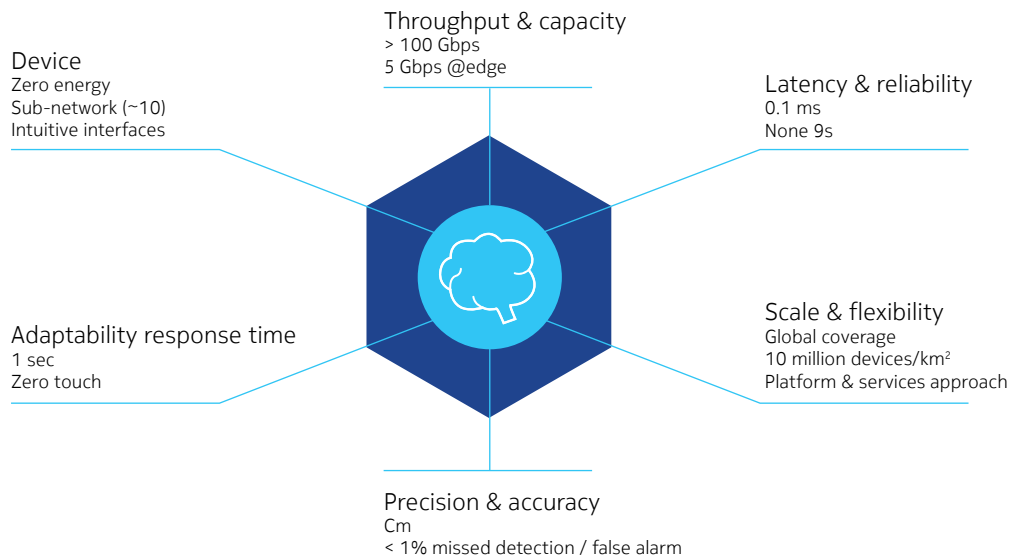 Throughput & capacity
> 100 Gbps
5 Gbps @edge
Device
Zero energy
Sub-network (~10)
Intuitive interfaces
Latency & reliability
0.1 ms
None 9s
Adaptability response time
1 sec
Zero touch
Scale & flexibility
Global coverage
10 million devices/km²
Platform & services approach
Precision & accuracy
Cm
< 1% missed detection / false alarm